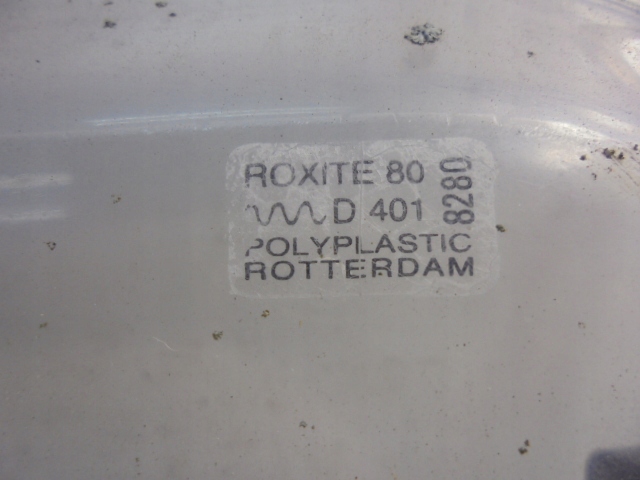 ROXITE 80
D 401
POLYPLASTIC
ROTTERDAM
8280